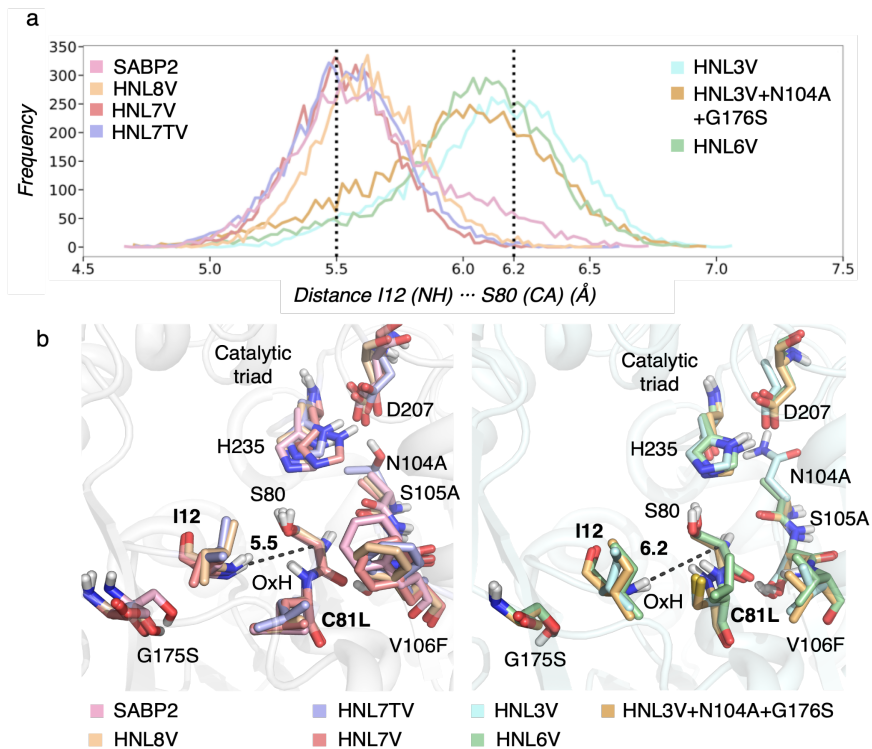 a
350
300
250
200
150
100
50
0
Frequency
SABP2
HNL8V
HNL7V
HNL7TV
HNL3V
HNL3V+N104A
+G176S
HNL6V
4.5 5.0 5.5 6.0 6.2 6.5 7.0 7.5
Distance I12 (NH) ··· S80 (CA) (Å)
b
Catalytic
triad
D207
H235
N104A
S105A
S80
I12
5.5
OxH
C81L
V106F
G175S
Catalytic
triad
D207
H235
N104A
S80
S105A
I12
6.2
OxH
C81L
V106F
G175S
SABP2 HNL7TV HNL3V HNL3V+N104A+G176S
HNL8V HNL7V HNL6V